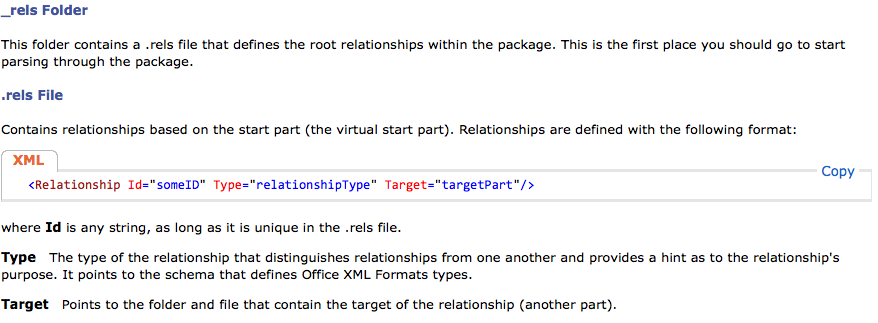 _rels Folder
This folder contains a .rels file that defines the root relationships within the package. This is the first place you should go to start
parsing through the package.
.rels File
Contains relationships based on the start part (the virtual start part). Relationships are defined with the following format:
XML
Copy
<Relationship Id="someID" Type="relationshipType" Target="targetPart"/>
where Id is any string, as long as it is unique in the .rels file.
Type The type of the relationship that distinguishes relationships from one another and provides a hint as to the relationship's
purpose. It points to the schema that defines Office XML Formats types.
Target Points to the folder and file that contain the target of the relationship (another part).